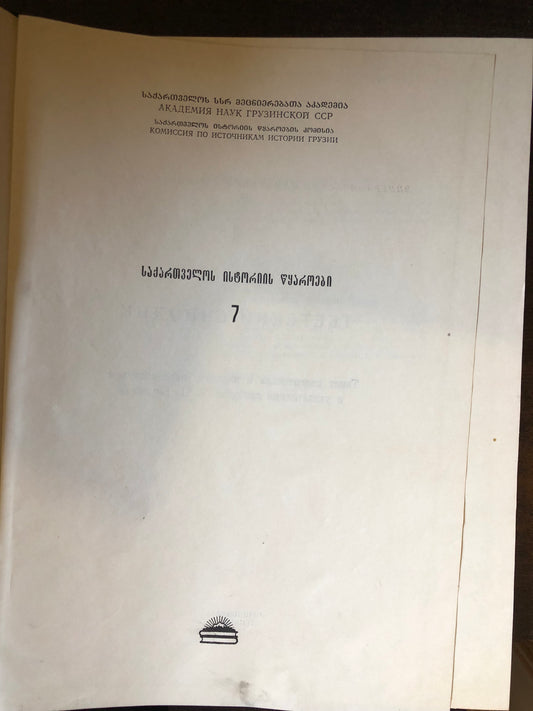 საქართველოს სსრ მეცნიერებათა აკადემია
АКАДЕМИЯ НАУК ГРУЗИНСКОЙ ССР
საქართველოს ისტორიის წყაროების კომისია
КОМИССИЯ ПО ИСТОЧНИКАМ ИСТОРИИ ГРУЗИИ
საქართველოს ისტორიის წყაროები
7